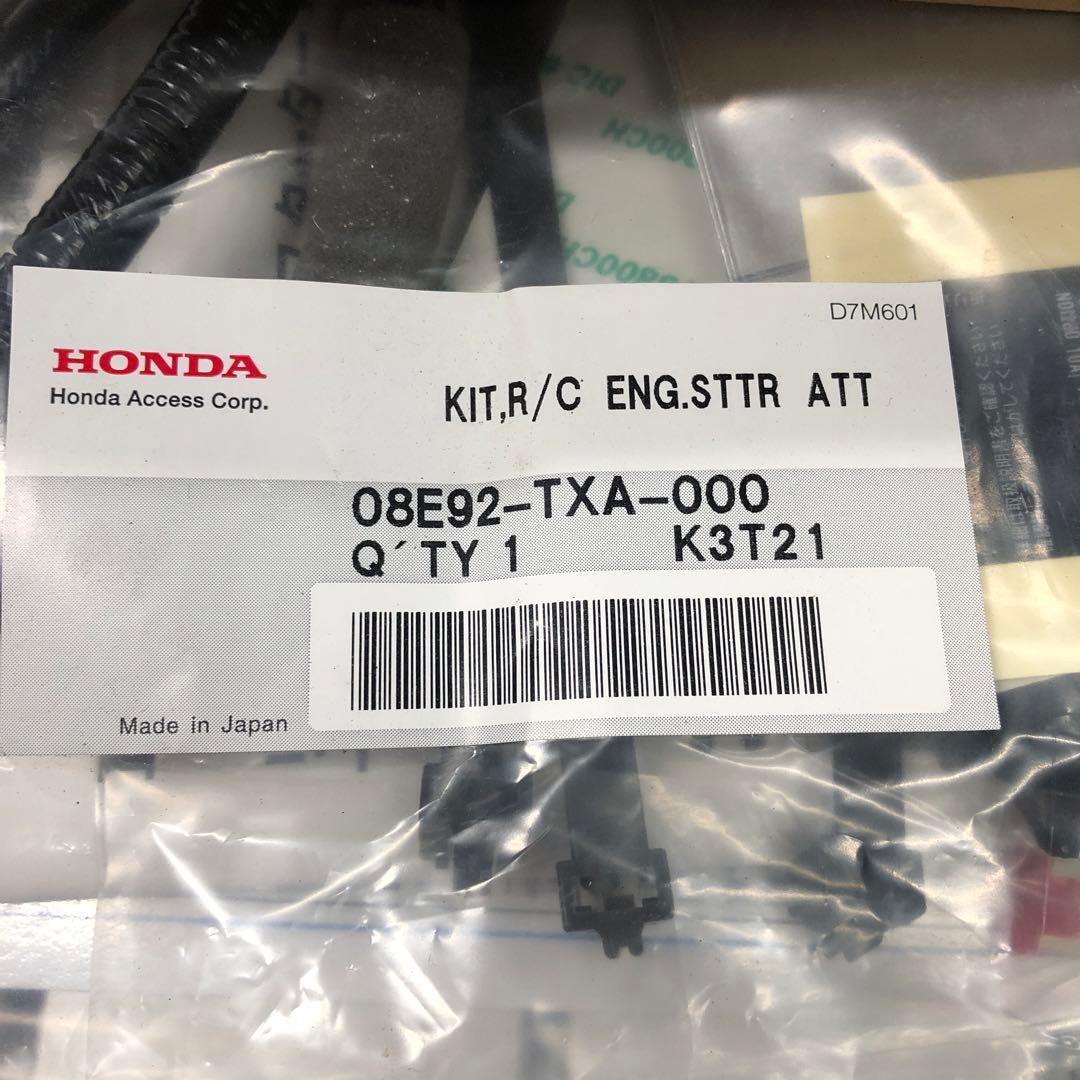 D7M601
HONDA
Honda Access Corp.
KIT,R/C ENG.STTR ATT
08E92-TXA-000
Q´TY 1 K3T21
Made in Japan